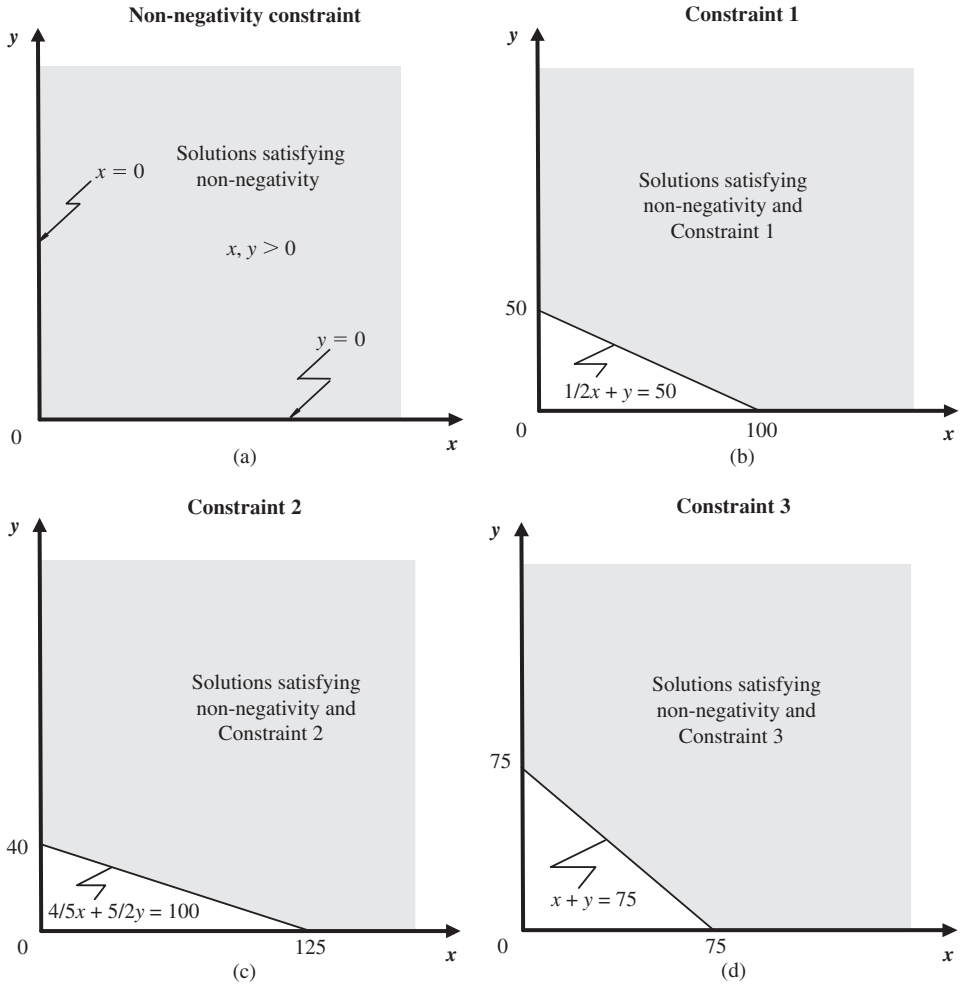 Non-negativity constraint
y
x = 0
Solutions satisfying
non-negativity
x, y > 0
y = 0
0
x
(a)
Constraint 1
y
Solutions satisfying
non-negativity and
Constraint 1
50
1/2x + y = 50
0
100
x
(b)
Constraint 2
y
Solutions satisfying
non-negativity and
Constraint 2
40
4/5x + 5/2y = 100
0
125
x
(c)
Constraint 3
y
Solutions satisfying
non-negativity and
Constraint 3
75
x + y = 75
0
75
x
(d)